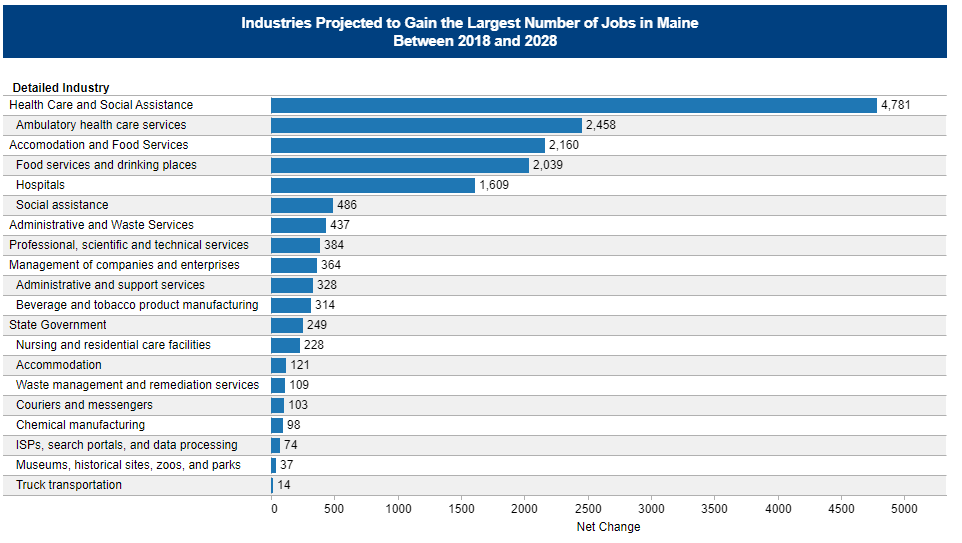 Industries Projected to Gain the Largest Number of Jobs in Maine
Between 2018 and 2028
Detailed Industry
Health Care and Social Assistance 4,781
Ambulatory health care services 2,458
Accomodation and Food Services 2,160
Food services and drinking places 2,039
Hospitals 1,609
Social assistance 486
Administrative and Waste Services 437
Professional, scientific and technical services 384
Management of companies and enterprises 364
Administrative and support services 328
Beverage and tobacco product manufacturing 314
State Government 249
Nursing and residential care facilities 228
Accommodation 121
Waste management and remediation services 109
Couriers and messengers 103
Chemical manufacturing 98
ISPs, search portals, and data processing 74
Museums, historical sites, zoos, and parks 37
Truck transportation 14
0 500 1000 1500 2000 2500 3000 3500 4000 4500 5000
Net Change